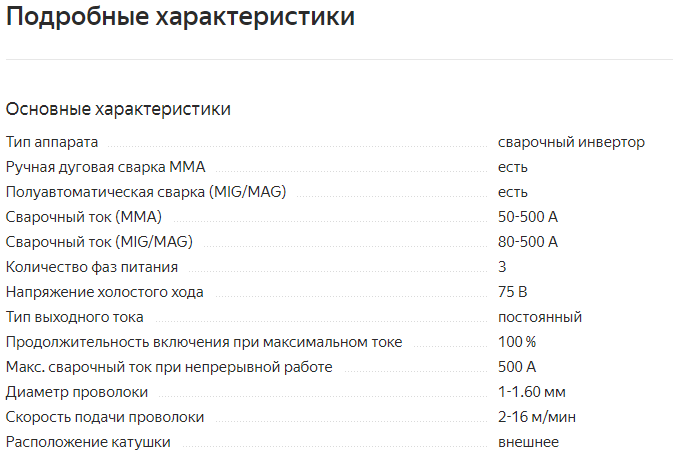 Подробные характеристики
Основные характеристики
Тип аппарата сварочный инвертор
Ручная дуговая сварка MMA есть
Полуавтоматическая сварка (MIG/MAG) есть
Сварочный ток (MMA) 50-500 А
Сварочный ток (MIG/MAG) 80-500 А
Количество фаз питания 3
Напряжение холостого хода 75 В
Тип выходного тока постоянный
Продолжительность включения при максимальном токе 100 %
Макс. сварочный ток при непрерывной работе 500 А
Диаметр проволоки 1-1.60 мм
Скорость подачи проволоки 2-16 м/мин
Расположение катушки внешнее